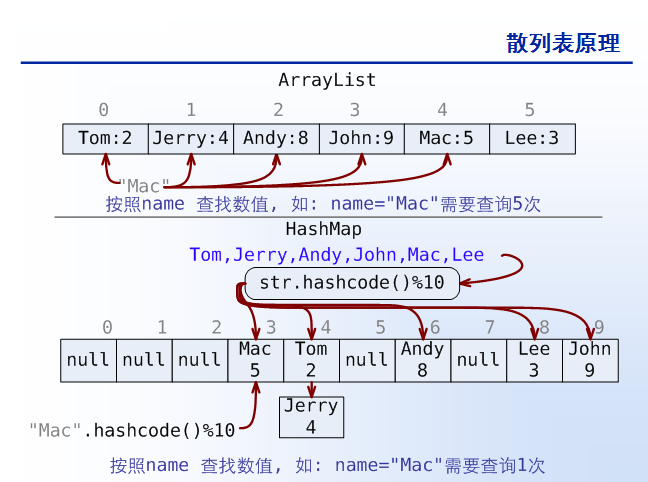 散列表原理
ArrayList
0 1 2 3 4 5
Tom:2 Jerry:4 Andy:8 John:9 Mac:5 Lee:3
"Mac"
按照name 查找数值, 如: name="Mac"需要查询5次
HashMap
Tom,Jerry,Andy,John,Mac,Lee
str.hashcode()%10
0 1 2 3 4 5 6 7 8 9
null null null Mac Tom null Andy null Lee John
5 2 8 3 9
Jerry
4
"Mac".hashcode()%10
按照name 查找数值, 如: name="Mac"需要查询1次